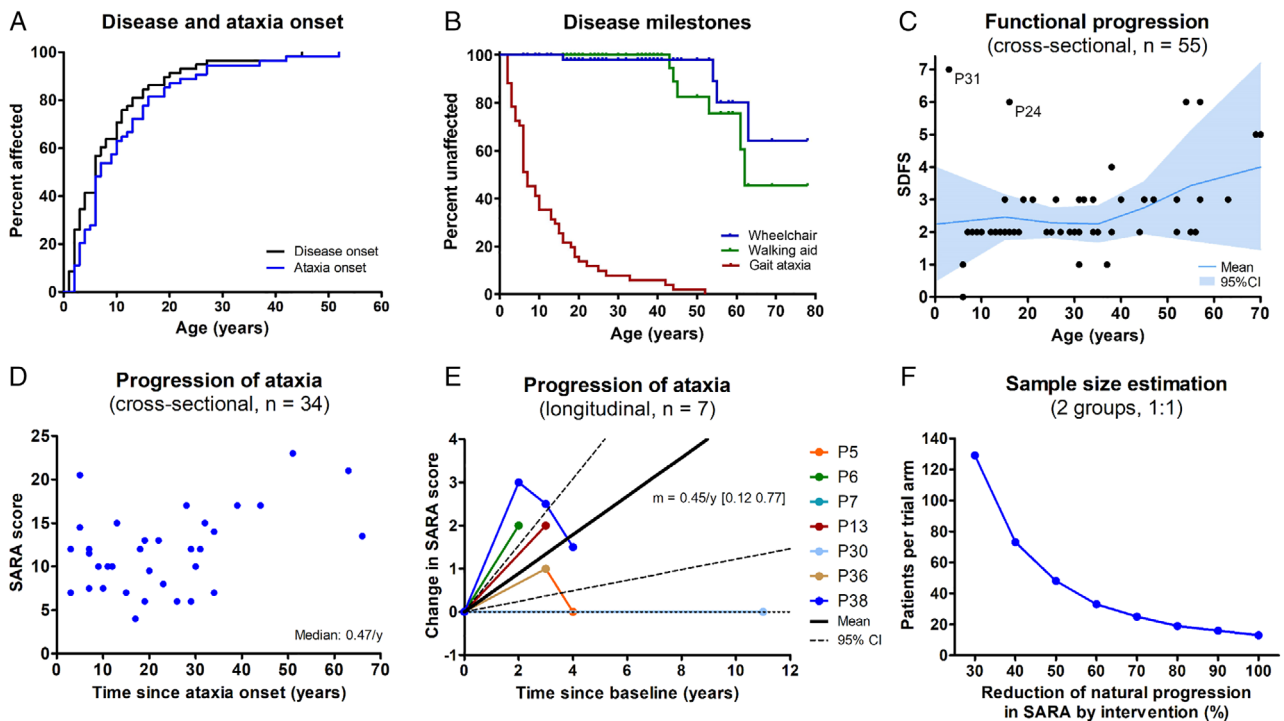 A
Disease and ataxia onset
Percent affected
100
80
60
40
20
0
Disease onset
Ataxia onset
0 20 40 60 80
Age (years)
B
Disease milestones
Percent unaffected
100
80
60
40
20
0
Wheelchair
Walking aid
Gait ataxia
0 10 20 30 40 50 60 70 80
Age (years)
C
Functional progression
(cross-sectional, n = 55)
SDFS
7
6
5
4
3
2
1
0
P31
P24
Mean
95%CI
0 10 20 30 40 50 60 70
Age (years)
D
Progression of ataxia
(cross-sectional, n = 34)
SARA score
25
20
15
10
5
0
Median: 0.47/y
0 10 20 30 40 50 60 70
Time since ataxia onset (years)
E
Progression of ataxia
(longitudinal, n = 7)
Change in SARA score
4
3
2
1
0
-1
m = 0.45/y [0.12 0.77]
P5
P6
P7
P13
P30
P36
P38
Mean
95% CI
0 2 4 6 8 10 12
Time since baseline (years)
F
Sample size estimation
(2 groups, 1:1)
Patients per trial arm
140
120
100
80
60
40
20
0
30 40 50 60 70 80 90 100
Reduction of natural progression
in SARA by intervention (%)